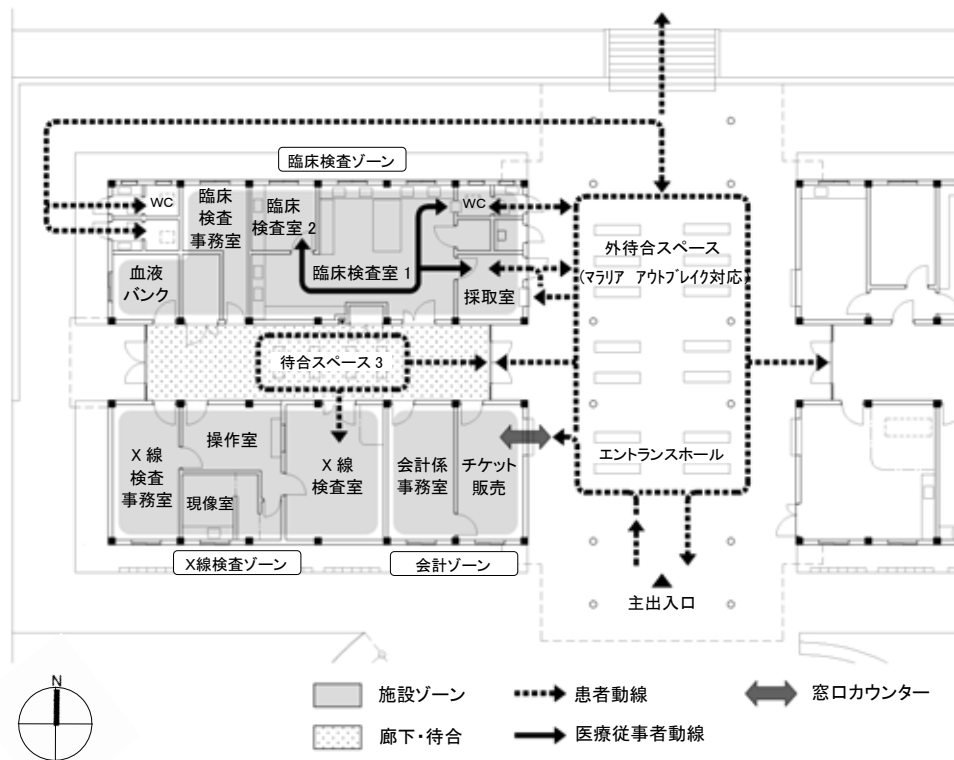 臨床検査ゾーン
WC
臨床
検査
事務室
臨床
検査室 2
WC
臨床検査室 1
血液
バンク
採取室
外待合スペース
(マラリア アウトブレイク対応)
待合スペース 3
X 線
検査
事務室
操作室
現像室
X 線
検査室
会計係
事務室
チケット
販売
エントランスホール
X線検査ゾーン
会計ゾーン
主出入口
N
施設ゾーン
患者動線
窓口カウンター
廊下・待合
医療従事者動線